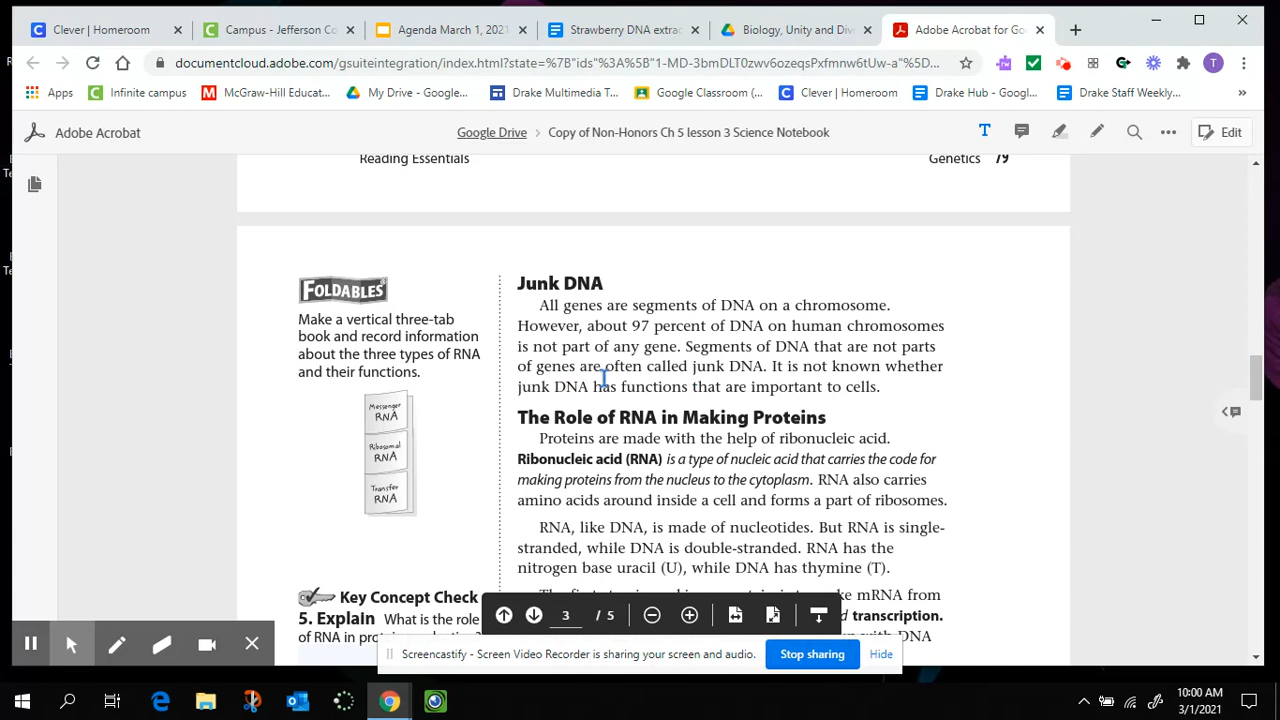 Clever | Homeroom
Campus - Jefferson Co
Agenda March 1, 2021
Strawberry DNA extrac
Biology, Unity and Div
Adobe Acrobat for Go
documentcloud.adobe.com/gsuiteintegration/index.html?state=%7B"ids"%3A%5B"1-MD-3bmDLT0zwv6ozeqsPxfmnw6tUw-a"%5D...
T
Apps
Infinite campus
McGraw-Hill Educat...
My Drive - Google...
Drake Multimedia T...
Google Classroom (...
Clever | Homeroom
Drake Hub - Googl...
Drake Staff Weekly...
Adobe Acrobat
Google Drive > Copy of Non-Honors Ch 5 lesson 3 Science Notebook
Edit
Reading Essentials
Genetics 79
FOLDABLES
Make a vertical three-tab
book and record information
about the three types of RNA
and their functions.
Messenger
RNA
Ribosomal
RNA
Transfer
RNA
Key Concept Check
5. Explain What is the role
Junk DNA
All genes are segments of DNA on a chromosome.
However, about 97 percent of DNA on human chromosomes
is not part of any gene. Segments of DNA that are not parts
of genes are often called junk DNA. It is not known whether
junk DNA has functions that are important to cells.
The Role of RNA in Making Proteins
Proteins are made with the help of ribonucleic acid.
Ribonucleic acid (RNA) is a type of nucleic acid that carries the code for
making proteins from the nucleus to the cytoplasm. RNA also carries
amino acids around inside a cell and forms a part of ribosomes.
RNA, like DNA, is made of nucleotides. But RNA is single-
stranded, while DNA is double-stranded. RNA has the
nitrogen base uracil (U), while DNA has thymine (T).
mRNA from
transcription.
with DNA
of RNA in
3 / 5
Screencastify - Screen Video Recorder is sharing your screen and audio.
Stop sharing
Hide
10:00 AM
3/1/2021